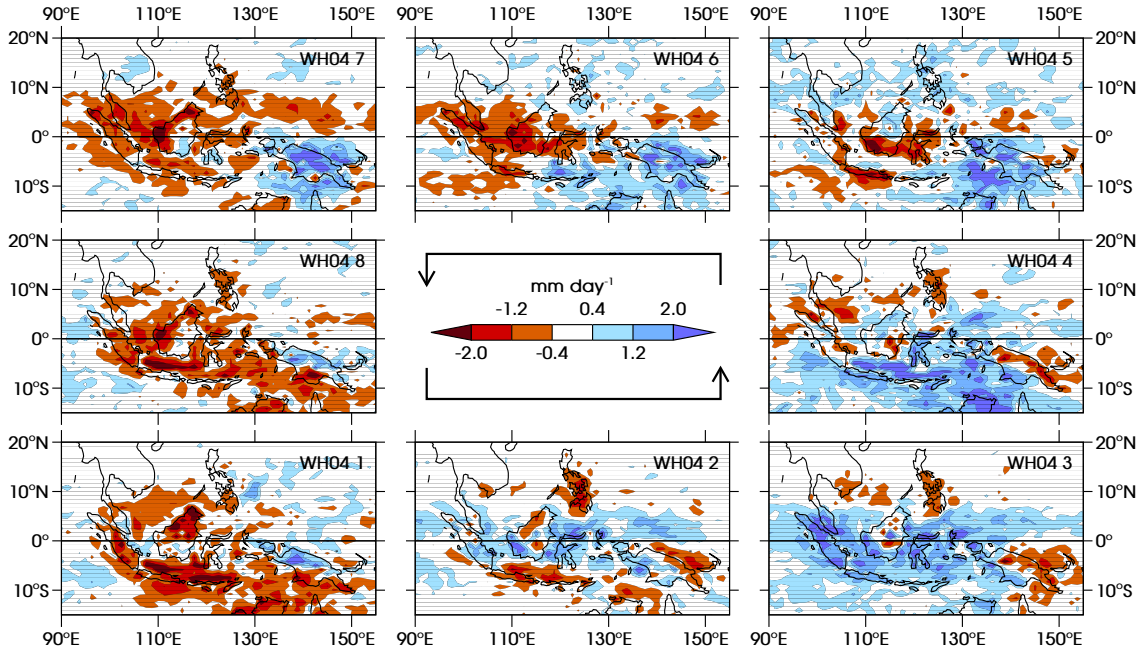 90°E 110°E 130°E 150°E 90°E 110°E 130°E 150°E 90°E 110°E 130°E 150°E
20°N WH04 7 WH04 6 WH04 5 20°N
10°N 10°N
0° 0°
10°S 10°S
20°N WH04 8 WH04 4 20°N
10°N mm day-1 10°N
-1.2 0.4 2.0
0° 0°
-2.0 -0.4 1.2
10°S 10°S
20°N WH04 1 WH04 2 WH04 3 20°N
10°N 10°N
0° 0°
10°S 10°S
90°E 110°E 130°E 150°E 90°E 110°E 130°E 150°E 90°E 110°E 130°E 150°E